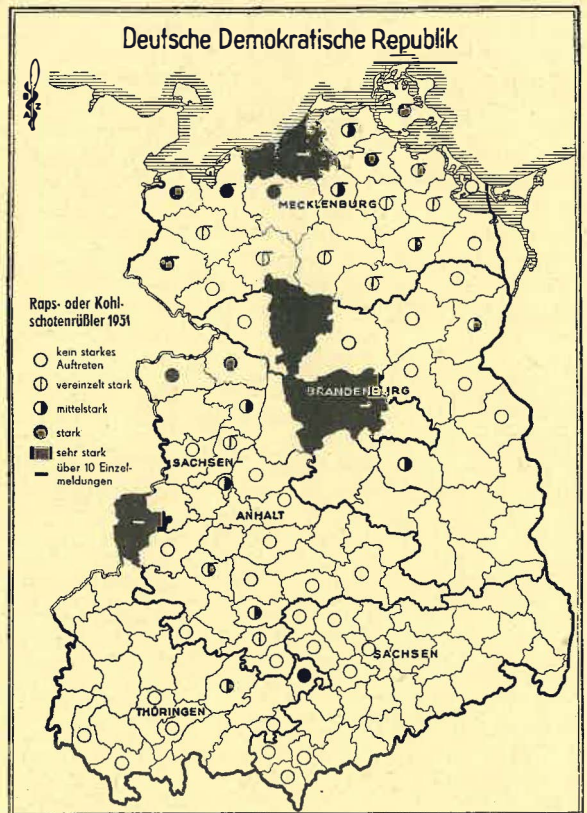 Deutsche Demokratische Republik
MECKLENBURG
Raps- oder Kohl-
schotenrüßler 1951
kein starkes
Auftreten
vereinzelt stark
mittelstark
stark
sehr stark
über 10 Einzel-
meldungen
BRANDENBURG
SACHSEN-
ANHALT
SACHSEN
THÜRINGEN